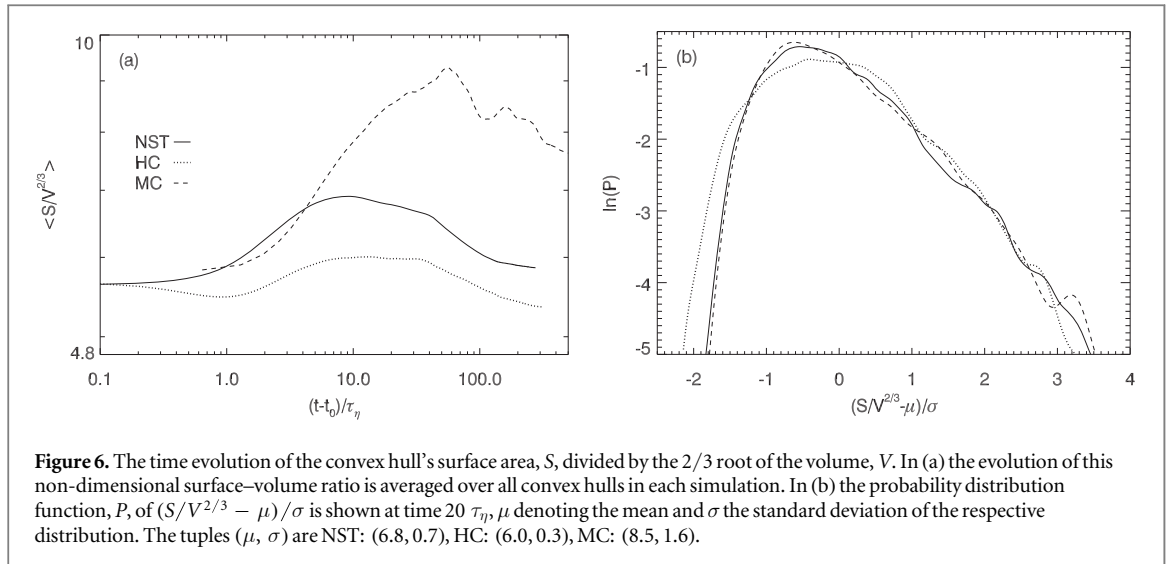 10
(a)
NST
HC
MC
<S/V^{2/3}>
4.8
0.1 1.0 10.0 100.0
(t-t_0)/τ_η
(b)
-1
-2
-3
-4
-5
ln(P)
-2 -1 0 1 2 3 4
(S/V^{2/3}-μ)/σ
Figure 6. The time evolution of the convex hull's surface area, S, divided by the 2/3 root of the volume, V. In (a) the evolution of this
non-dimensional surface–volume ratio is averaged over all convex hulls in each simulation. In (b) the probability distribution
function, P, of (S/V^{2/3} − μ)/σ is shown at time 20 τ_η, μ denoting the mean and σ the standard deviation of the respective
distribution. The tuples (μ, σ) are NST: (6.8, 0.7), HC: (6.0, 0.3), MC: (8.5, 1.6).